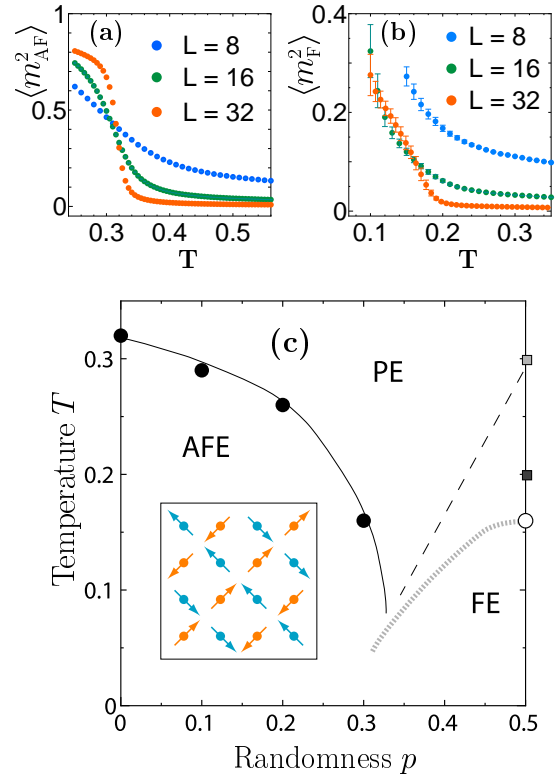 (a)
⟨m²_AF⟩
1
0.5
0
L = 8
L = 16
L = 32
0.3 0.4 0.5
T
(b)
⟨m²_F⟩
0.4
0.2
0
L = 8
L = 16
L = 32
0.1 0.2 0.3
T
(c)
Temperature T
0.3
0.2
0.1
0
PE
AFE
FE
0 0.1 0.2 0.3 0.4 0.5
Randomness p